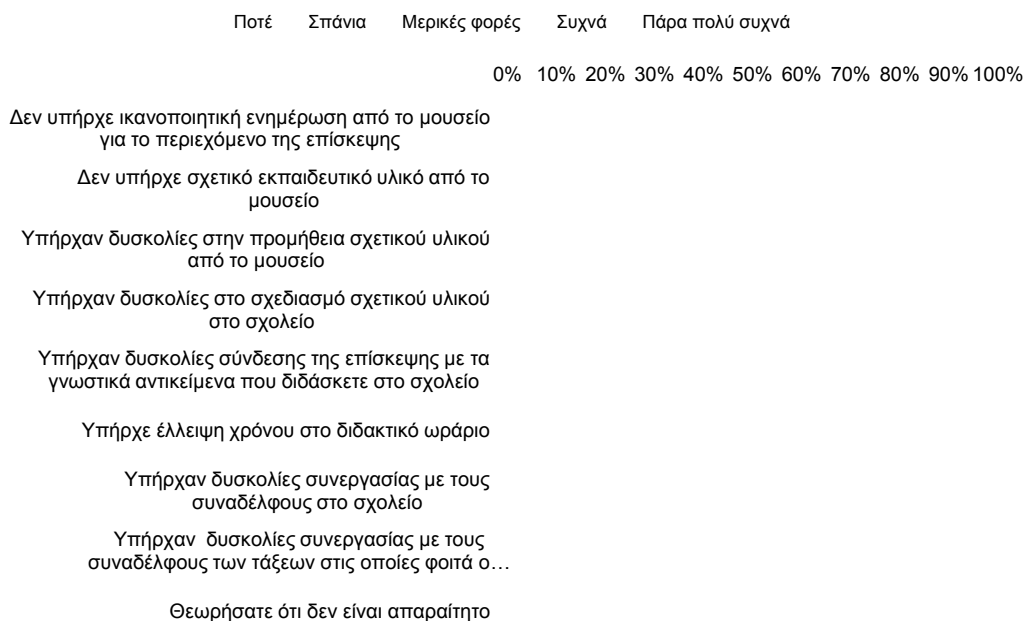 Ποτέ Σπάνια Μερικές φορές Συχνά Πάρα πολύ συχνά
0% 10% 20% 30% 40% 50% 60% 70% 80% 90% 100%
Δεν υπήρχε ικανοποιητική ενημέρωση από το μουσείο
για το περιεχόμενο της επίσκεψης
Δεν υπήρχε σχετικό εκπαιδευτικό υλικό από το
μουσείο
Υπήρχαν δυσκολίες στην προμήθεια σχετικού υλικού
από το μουσείο
Υπήρχαν δυσκολίες στο σχεδιασμό σχετικού υλικού
στο σχολείο
Υπήρχαν δυσκολίες σύνδεσης της επίσκεψης με τα
γνωστικά αντικείμενα που διδάσκετε στο σχολείο
Υπήρχε έλλειψη χρόνου στο διδακτικό ωράριο
Υπήρχαν δυσκολίες συνεργασίας με τους
συναδέλφους στο σχολείο
Υπήρχαν δυσκολίες συνεργασίας με τους
συναδέλφους των τάξεων στις οποίες φοιτά ο…
Θεωρήσατε ότι δεν είναι απαραίτητο